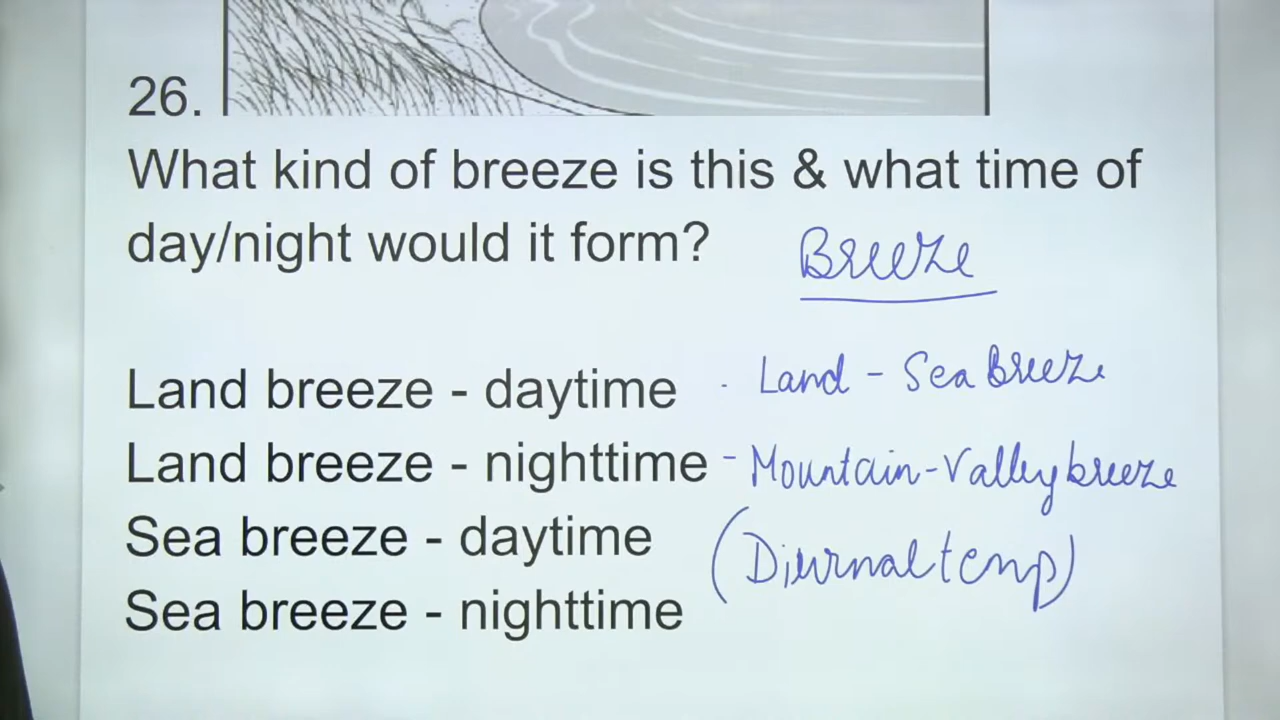 26.
What kind of breeze is this & what time of
day/night would it form?
Breeze
Land breeze - daytime
- Land - Sea Breeze
Land breeze - nighttime
- Mountain - Valley breeze
Sea breeze - daytime
(Diurnal temp)
Sea breeze - nighttime